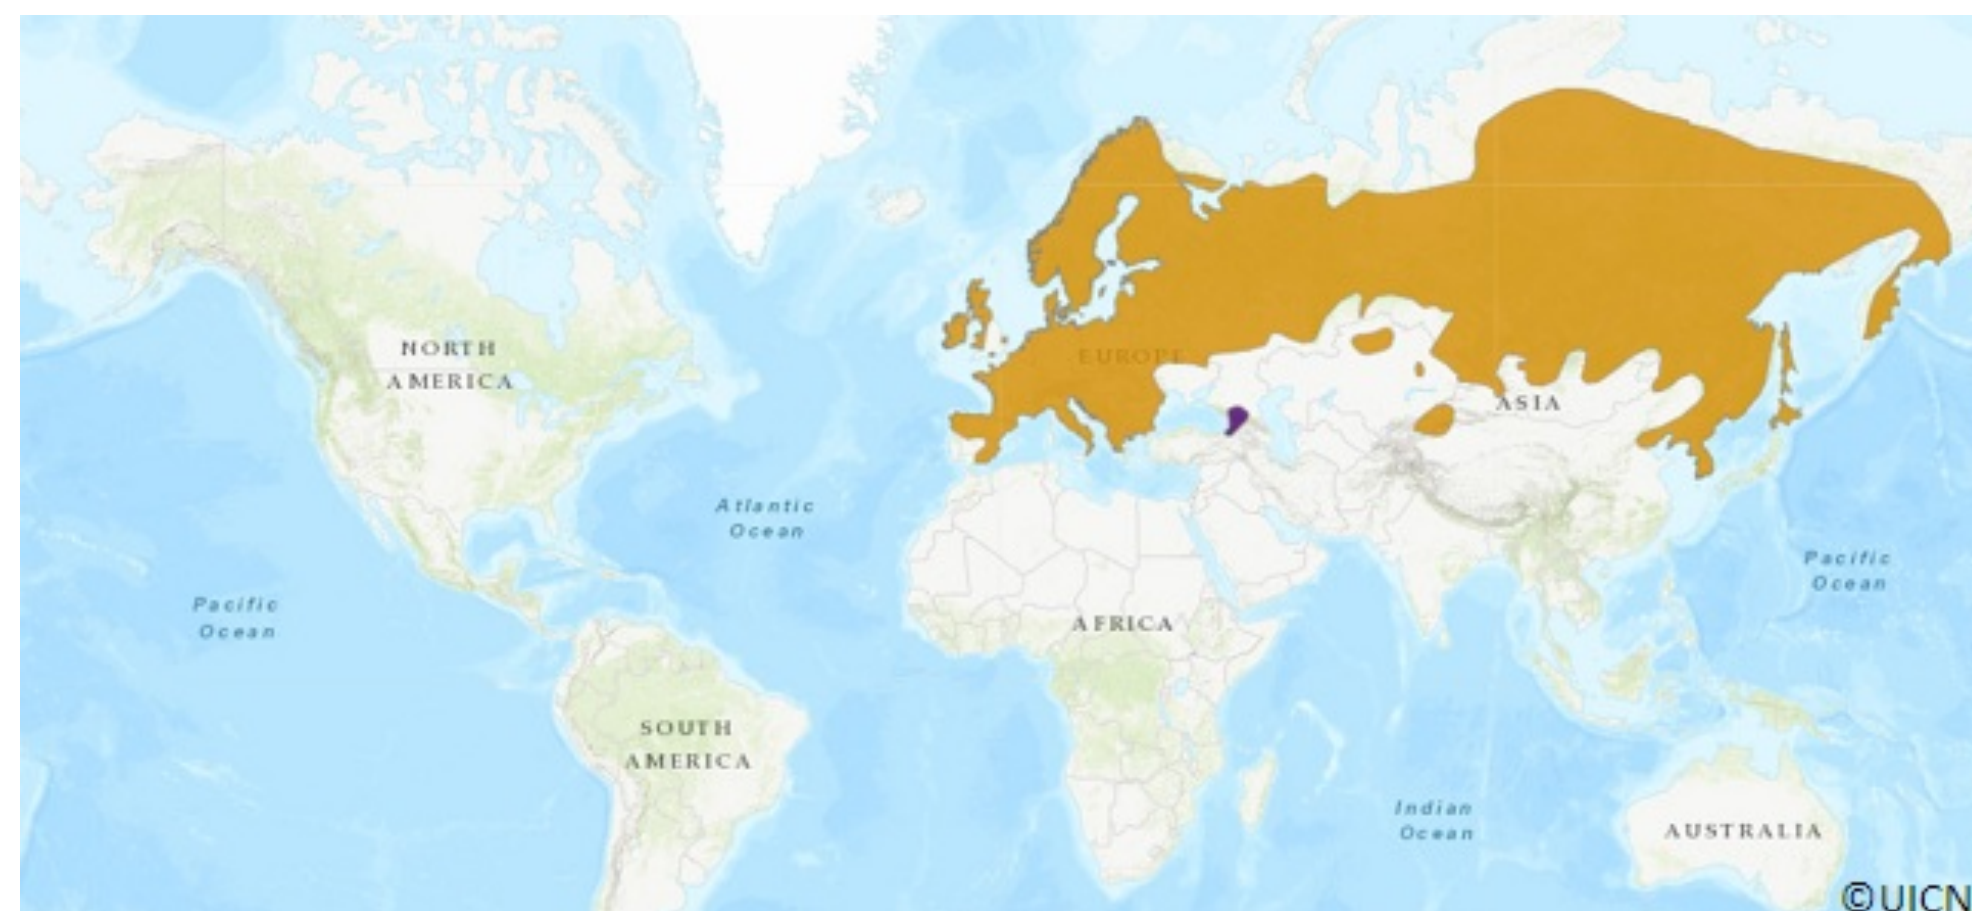 NORTH
AMERICA
EUROPE
ASIA
Atlantic
Ocean
Pacific
Ocean
Pacific
Ocean
AFRICA
SOUTH
AMERICA
Indian
Ocean
AUSTRALIA
©UICN